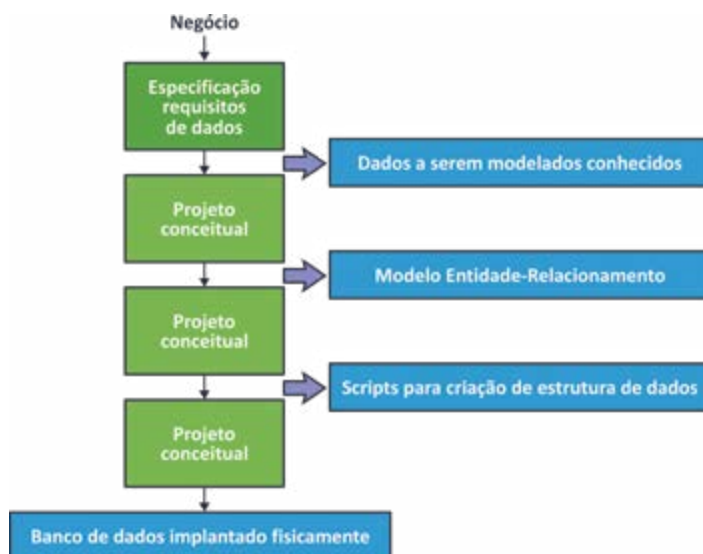 Negócio
Especificação
requisitos
de dados
Dados a serem modelados conhecidos
Projeto
conceitual
Modelo Entidade-Relacionamento
Projeto
conceitual
Scripts para criação de estrutura de dados
Projeto
conceitual
Banco de dados implantado fisicamente